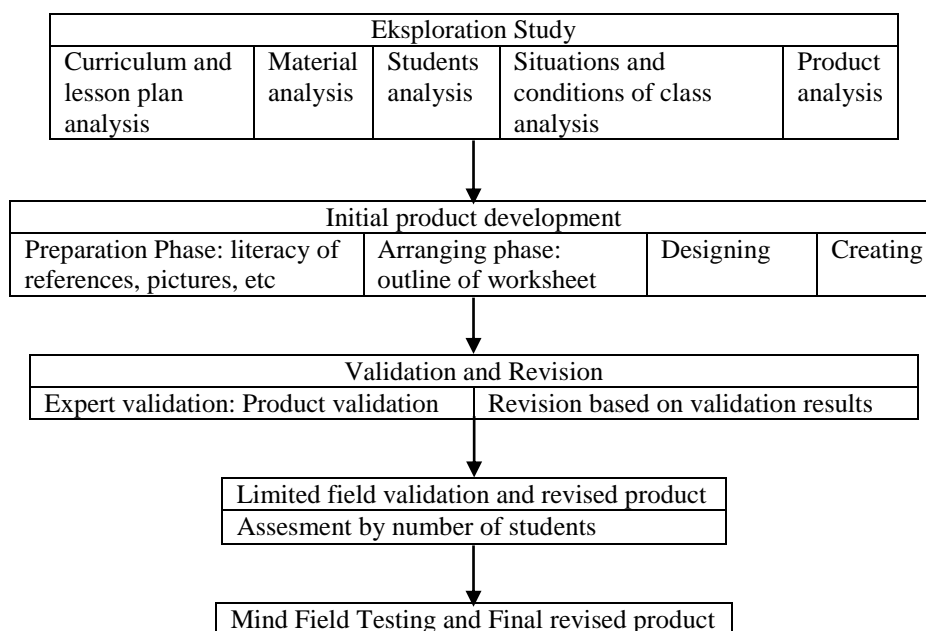 Eksploration Study
Curriculum and
lesson plan
analysis
Material
analysis
Students
analysis
Situations and
conditions of class
analysis
Product
analysis
Initial product development
Preparation Phase: literacy of
references, pictures, etc
Arranging phase:
outline of worksheet
Designing
Creating
Validation and Revision
Expert validation: Product validation
Revision based on validation results
Limited field validation and revised product
Assesment by number of students
Mind Field Testing and Final revised product